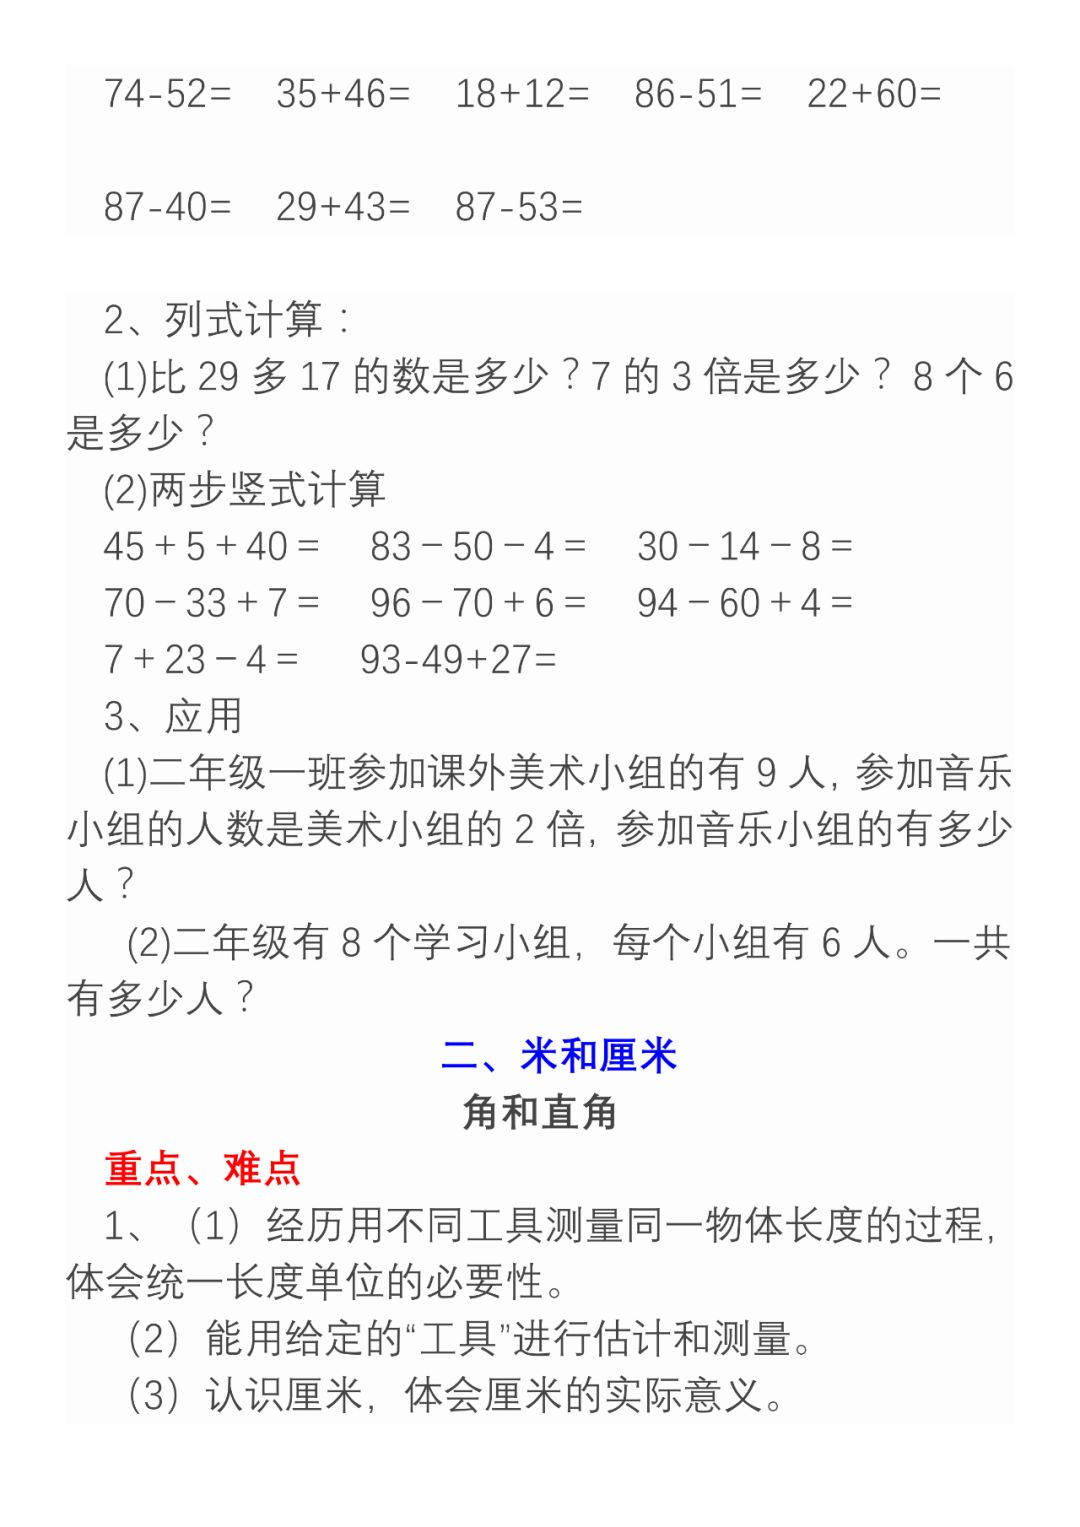 74-52= 35+46= 18+12= 86-51= 22+60=
87-40= 29+43= 87-53=
2、列式计算：
(1)比 29 多 17 的数是多少？7 的 3 倍是多少？ 8 个 6
是多少？
(2)两步竖式计算
45＋5＋40＝ 83－50－4＝ 30－14－8＝
70－33＋7＝ 96－70＋6＝ 94－60＋4＝
7＋23－4＝ 93-49+27=
3、应用
(1)二年级一班参加课外美术小组的有 9 人，参加音乐
小组的人数是美术小组的 2 倍，参加音乐小组的有多少
人？
(2)二年级有 8 个学习小组，每个小组有 6 人。一共
有多少人？
二、米和厘米
角和直角
重点、难点
1、（1）经历用不同工具测量同一物体长度的过程，
体会统一长度单位的必要性。
（2）能用给定的“工具”进行估计和测量。
（3）认识厘米，体会厘米的实际意义。